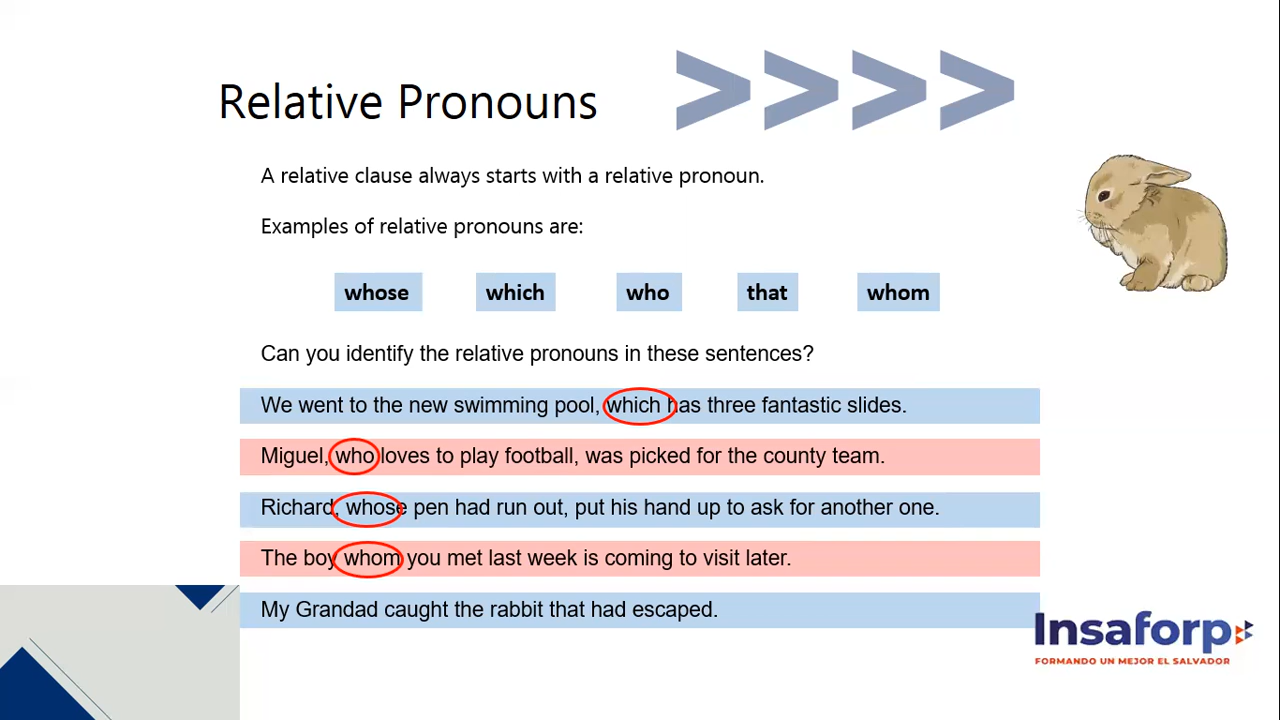 Relative Pronouns
A relative clause always starts with a relative pronoun.
Examples of relative pronouns are:
whose which who that whom
Can you identify the relative pronouns in these sentences?
We went to the new swimming pool, which has three fantastic slides.
Miguel, who loves to play football, was picked for the county team.
Richard, whose pen had run out, put his hand up to ask for another one.
The boy whom you met last week is coming to visit later.
My Grandad caught the rabbit that had escaped.
Insaforp
FORMANDO UN MEJOR EL SALVADOR